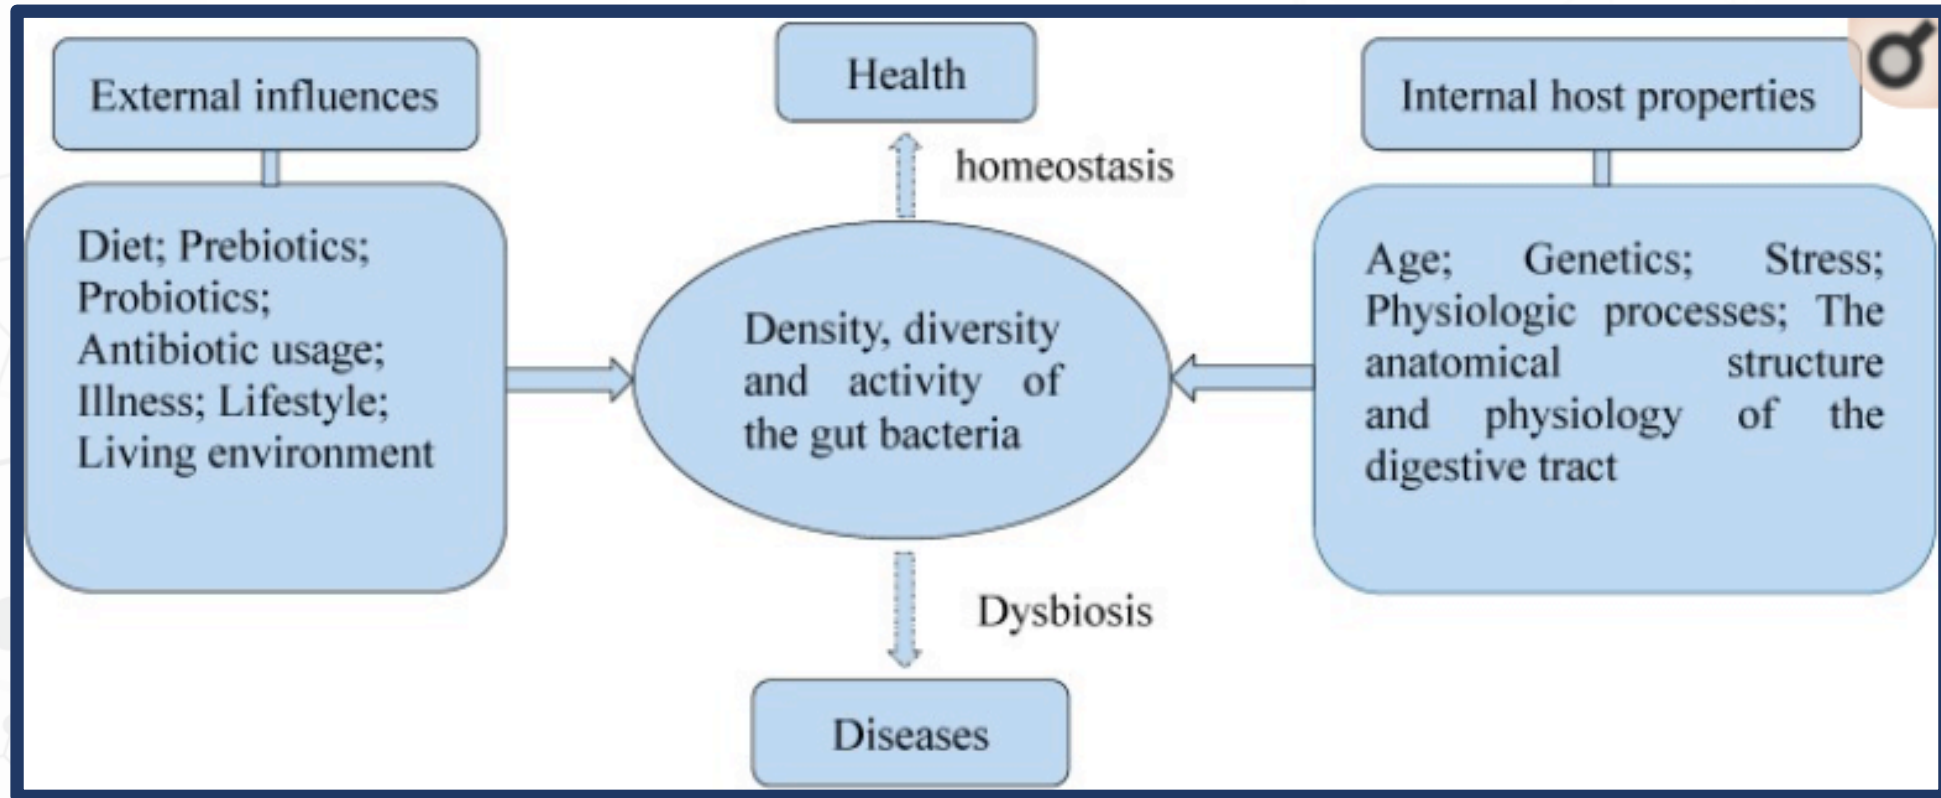 External influences
Diet; Prebiotics;
Probiotics;
Antibiotic usage;
Illness; Lifestyle;
Living environment
Health
homeostasis
Density, diversity
and activity of
the gut bacteria
Dysbiosis
Diseases
Internal host properties
Age; Genetics; Stress;
Physiologic processes; The
anatomical structure
and physiology of the
digestive tract